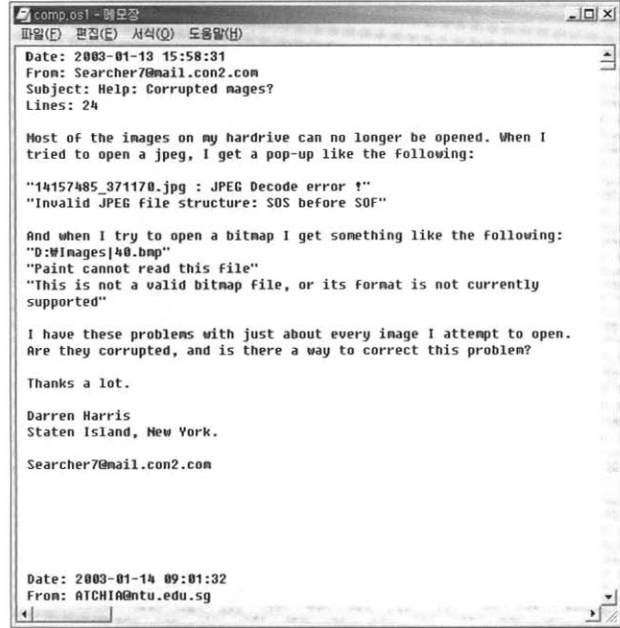 comp,os1 - 메모장
파일(F) 편집(E) 서식(O) 도움말(H)
Date: 2003-01-13 15:58:31
From: Searcher7@mail.con2.com
Subject: Help: Corrupted mages?
Lines: 24
Most of the images on my hardrive can no longer be opened. When I
tried to open a jpeg, I get a pop-up like the following:
"14157485_371170.jpg : JPEG Decode error !"
"Invalid JPEG file structure: SOS before SOF"
And when I try to open a bitmap I get something like the following:
"D:₩Images|40.bmp"
"Paint cannot read this file"
"This is not a valid bitmap file, or its format is not currently
supported"
I have these problems with just about every image I attempt to open.
Are they corrupted, and is there a way to correct this problem?
Thanks a lot.
Darren Harris
Staten Island, New York.
Searcher7@mail.con2.com
Date: 2003-01-14 09:01:32
From: ATCHIA@ntu.edu.sg